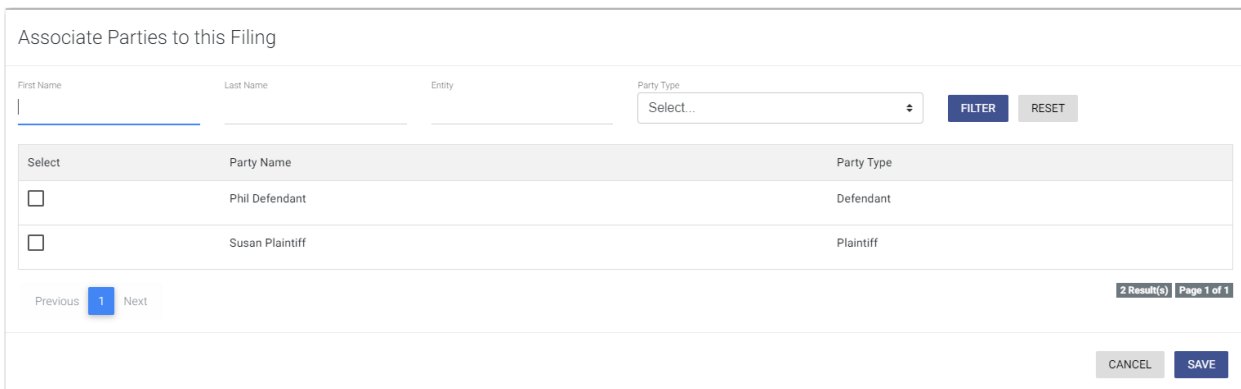 Associate Parties to this Filing
First Name Last Name Entity Party Type
Select... FILTER RESET
Select Party Name Party Type
Phil Defendant Defendant
Susan Plaintiff Plaintiff
Previous 1 Next 2 Result(s) Page 1 of 1
CANCEL SAVE